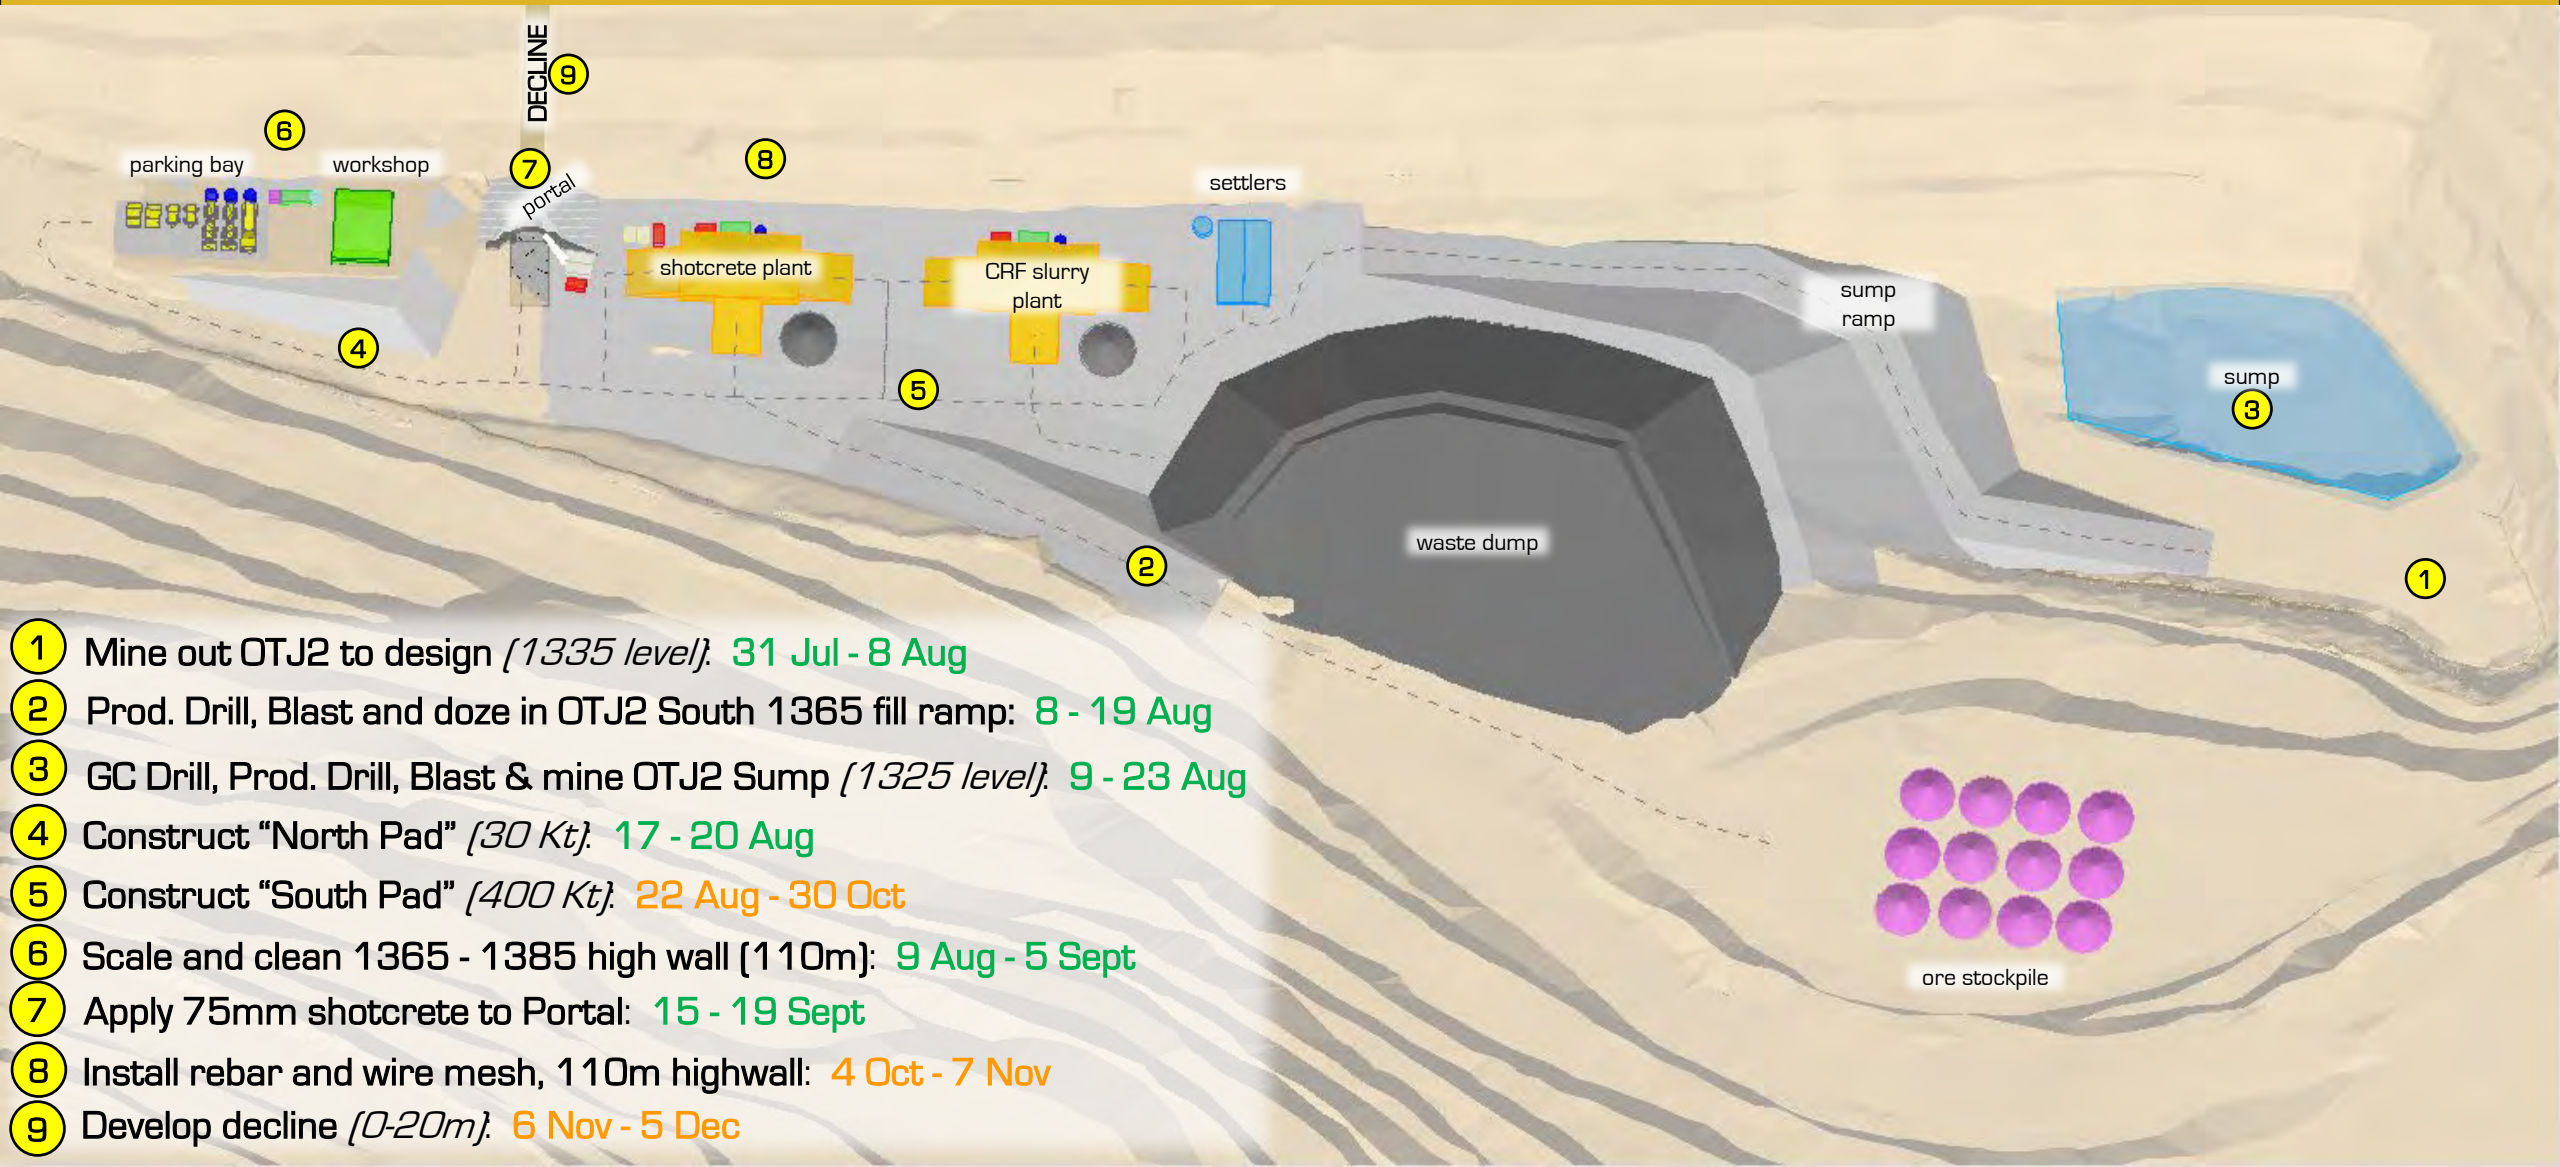 DECLINE
9
6
8
7
parking bay
workshop
portal
settlers
shotcrete plant
CRF slurry
plant
sump
ramp
4
5
sump
3
waste dump
2
1
1 Mine out OTJ2 to design (1335 level): 31 Jul - 8 Aug
2 Prod. Drill, Blast and doze in OTJ2 South 1365 fill ramp: 8 - 19 Aug
3 GC Drill, Prod. Drill, Blast & mine OTJ2 Sump (1325 level): 9 - 23 Aug
4 Construct “North Pad” (30 Kt): 17 - 20 Aug
5 Construct “South Pad” (400 Kt): 22 Aug - 30 Oct
6 Scale and clean 1365 - 1385 high wall (110m): 9 Aug - 5 Sept
7 Apply 75mm shotcrete to Portal: 15 - 19 Sept
8 Install rebar and wire mesh, 110m highwall: 4 Oct - 7 Nov
9 Develop decline (0-20m): 6 Nov - 5 Dec
ore stockpile